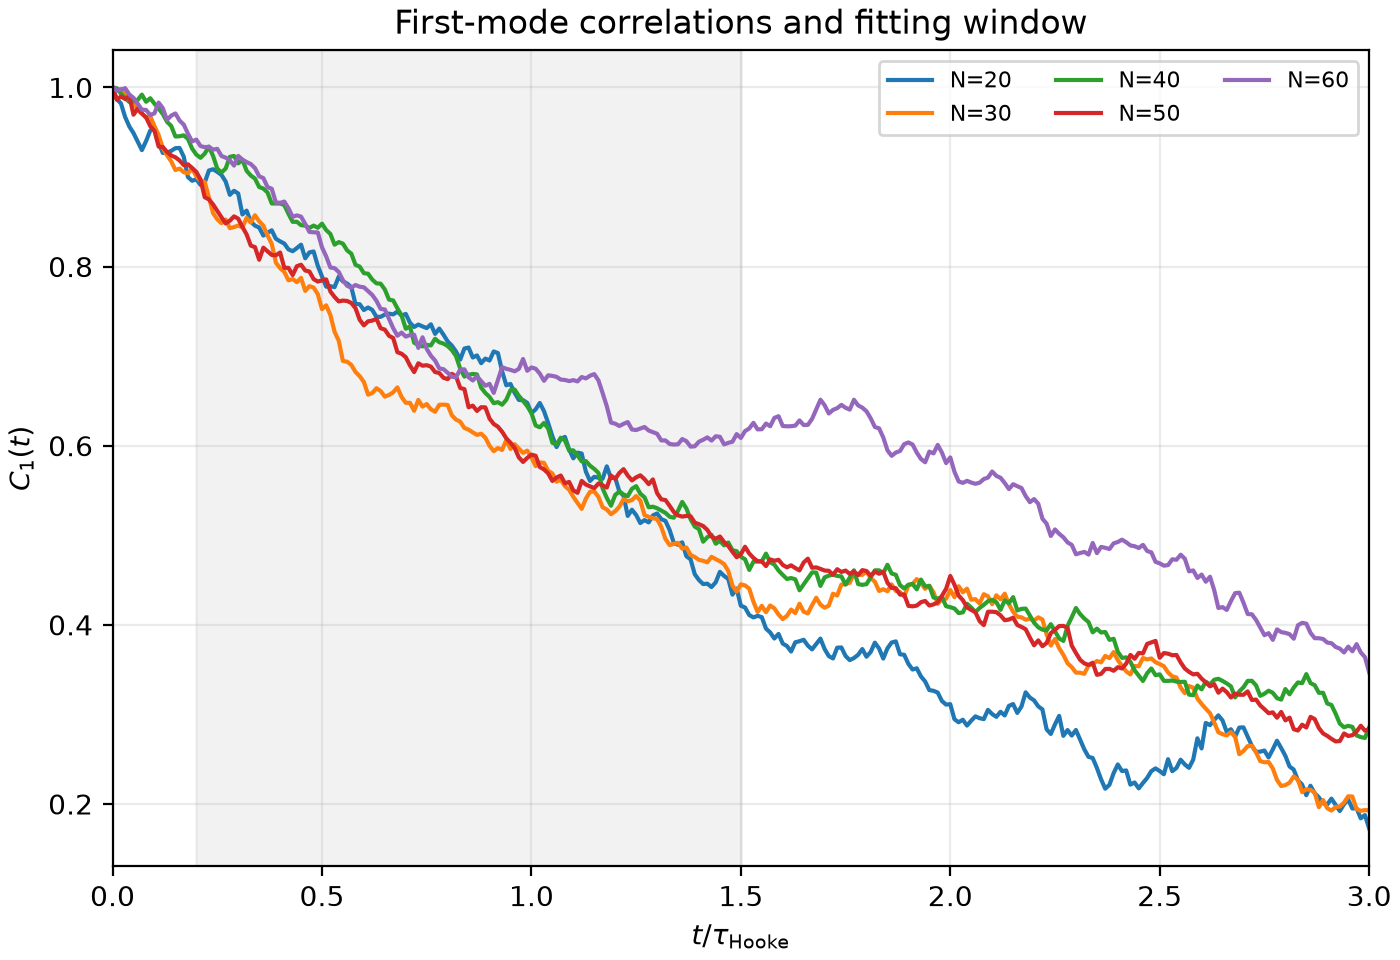 First-mode correlations and fitting window
N=20 N=40 N=60
N=30 N=50
1.0
0.8
0.6
0.4
0.2
C₁(t)
0.0 0.5 1.0 1.5 2.0 2.5 3.0
t/τ_Hooke